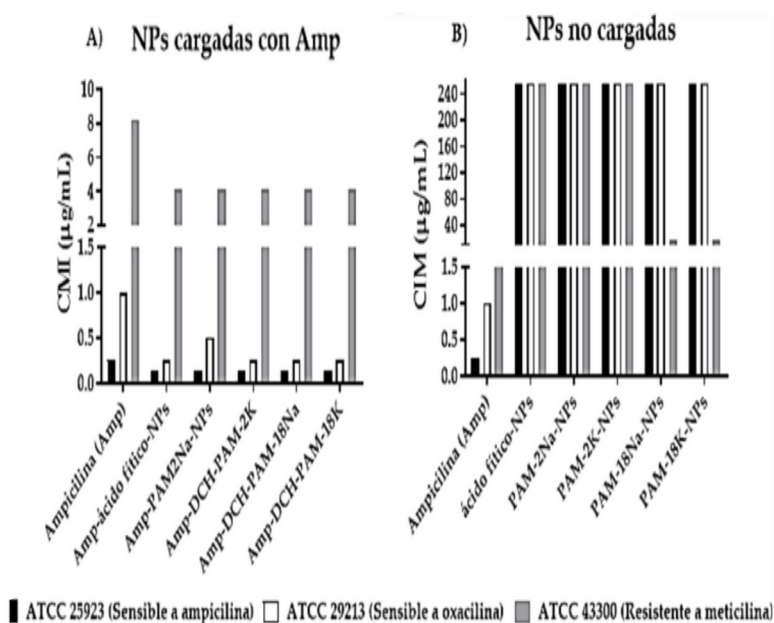 A) NPs cargadas con Amp
CMI (µg/mL)
10
8
6
4
2
1.5
1.0
0.5
0.0
Ampicilina (Amp)
Amp-ácido fítico-NPs
Amp-PAM2Na-NPs
Amp-DCH-PAM-2K
Amp-DCH-PAM-18Na
Amp-DCH-PAM-18K
B) NPs no cargadas
CIM (µg/mL)
240
200
160
120
80
40
1.5
1.0
0.5
0.0
Ampicilina (Amp)
ácido fítico-NPs
PAM-2Na-NPs
PAM-2K-NPs
PAM-18Na-NPs
PAM-18K-NPs
ATCC 25923 (Sensible a ampicilina) ATCC 29213 (Sensible a oxacilina) ATCC 43300 (Resistente a meticilina)